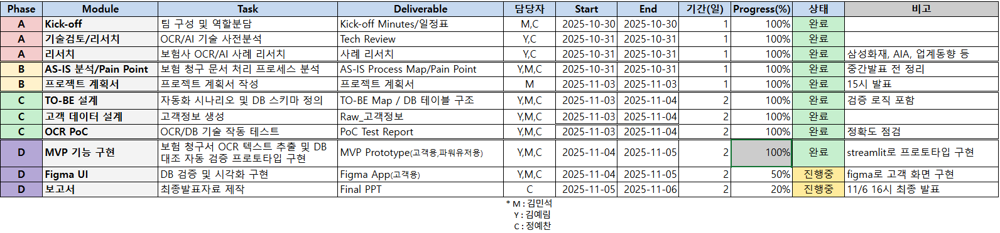 Phase Module Task Deliverable 담당자 Start End 기간(일) Progress(%) 상태 비고
A Kick-off 팀 구성 및 역할분담 Kick-off Minutes/일정표 M,C 2025-10-30 2025-10-30 1 100% 완료
A 기술검토/리서치 OCR/AI 기술 사전분석 Tech Review Y,C 2025-10-31 2025-10-31 1 100% 완료
A 리서치 보험사 OCR/AI 사례 리서치 사례 리서치 Y,C 2025-10-31 2025-10-31 1 100% 완료 삼성화재, AIA, 업계동향 등
B AS-IS 분석/Pain Point 보험 청구 문서 처리 프로세스 분석 AS-IS Process Map/Pain Point Y,M,C 2025-10-31 2025-10-31 1 100% 완료 중간발표 전 정리
B 프로젝트 계획서 프로젝트 계획서 작성 프로젝트 계획서 M 2025-11-03 2025-11-03 1 100% 완료 15시 발표
C TO-BE 설계 자동화 시나리오 및 DB 스키마 정의 TO-BE Map / DB 테이블 구조 Y,M,C 2025-11-03 2025-11-04 2 100% 완료 검증 로직 포함
C 고객 데이터 설계 고객정보 생성 Raw_고객정보 Y,M,C 2025-11-03 2025-11-04 2 100% 완료
C OCR PoC OCR/DB 기술 작동 테스트 PoC Test Report Y,M,C 2025-11-03 2025-11-04 2 100% 완료 정확도 점검
D MVP 기능 구현 보험 청구서 OCR 텍스트 추출 및 DB
대조 자동 검증 프로토타입 구현 MVP Prototype(고객용,파워유저용) Y,M,C 2025-11-04 2025-11-05 2 100% 완료 streamlit로 프로토타입 구현
D Figma UI DB 검증 및 시각화 구현 Figma App(고객용) Y,M,C 2025-11-04 2025-11-05 2 50% 진행중 figma로 고객 화면 구현
D 보고서 최종발표자료 제작 Final PPT C 2025-11-05 2025-11-06 2 20% 진행중 11/6 16시 최종 발표
* M : 김민석
Y : 김예림
C : 정예찬